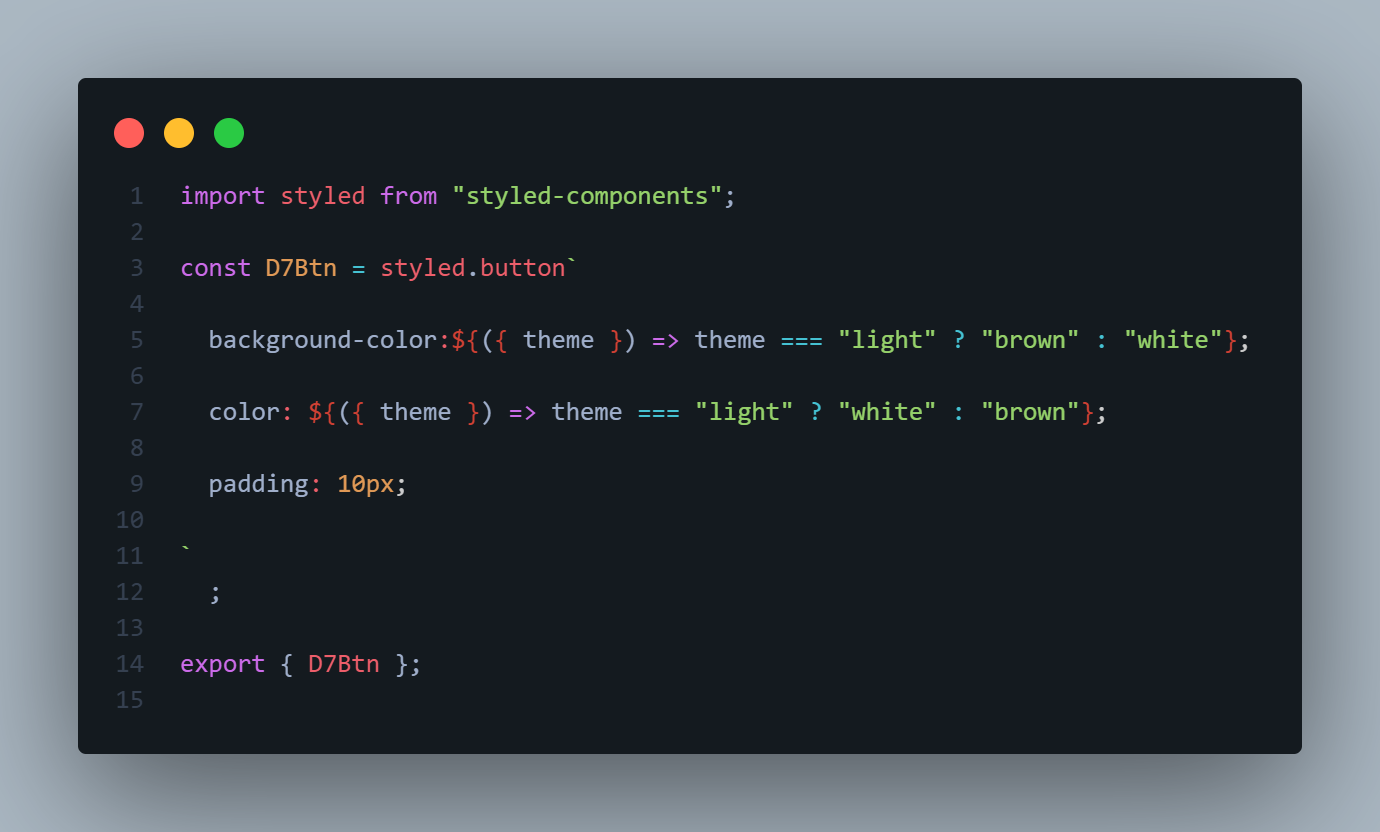 1 import styled from "styled-components";
2
3 const D7Btn = styled.button`
4
5   background-color:${({ theme }) => theme === "light" ? "brown" : "white"};
6
7   color: ${({ theme }) => theme === "light" ? "white" : "brown"};
8
9   padding: 10px;
10
11 `
12   ;
13
14 export { D7Btn };
15